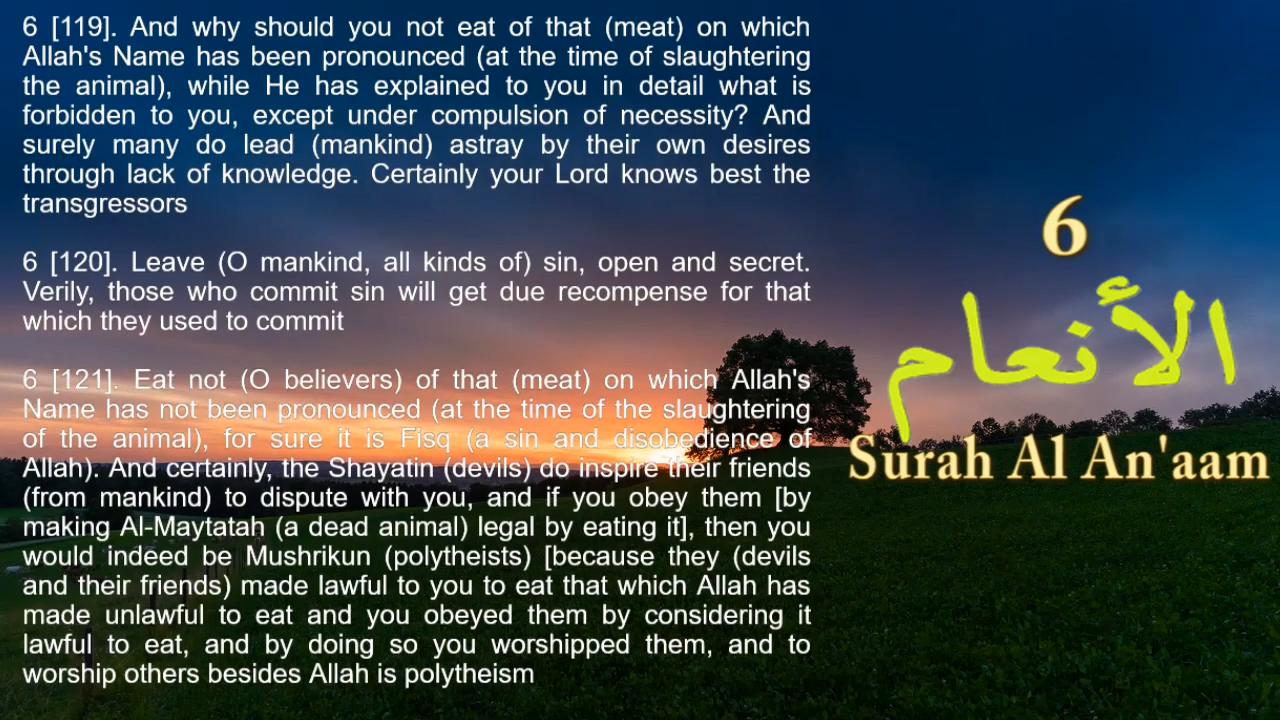 6 [119]. And why should you not eat of that (meat) on which
Allah's Name has been pronounced (at the time of slaughtering
the animal), while He has explained to you in detail what is
forbidden to you, except under compulsion of necessity? And
surely many do lead (mankind) astray by their own desires
through lack of knowledge. Certainly your Lord knows best the
transgressors
6 [120]. Leave (O mankind, all kinds of) sin, open and secret.
Verily, those who commit sin will get due recompense for that
which they used to commit
6 [121]. Eat not (O believers) of that (meat) on which Allah's
Name has not been pronounced (at the time of the slaughtering
of the animal), for sure it is Fisq (a sin and disobedience of
Allah). And certainly, the Shayatin (devils) do inspire their friends
(from mankind) to dispute with you, and if you obey them [by
making Al-Maytatah (a dead animal) legal by eating it], then you
would indeed be Mushrikun (polytheists) [because they (devils
and their friends) made lawful to you to eat that which Allah has
made unlawful to eat and you obeyed them by considering it
lawful to eat, and by doing so you worshipped them, and to
worship others besides Allah is polytheism
6
الأنعام
Surah Al An'aam